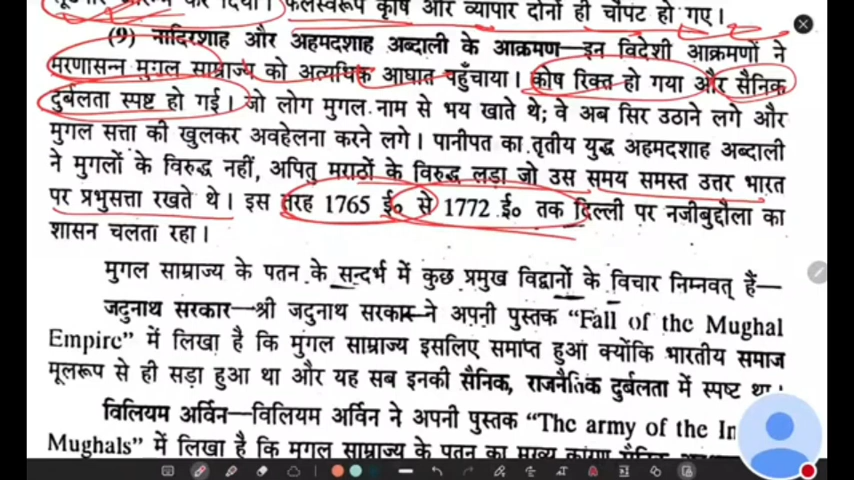 कर दिया। फलस्वरूप कृषि और व्यापार दोनों ही चौपट हो गए।
(9) नादिरशाह और अहमदशाह अब्दाली के आक्रमण—इन विदेशी आक्रमणों ने
मरणासन्न मुगल साम्राज्य को अत्यधिक आघात पहुँचाया। कोष रिक्त हो गया और सैनिक
दुर्बलता स्पष्ट हो गई। जो लोग मुगल नाम से भय खाते थे; वे अब सिर उठाने लगे और
मुगल सत्ता की खुलकर अवहेलना करने लगे। पानीपत का तृतीय युद्ध अहमदशाह अब्दाली
ने मुगलों के विरुद्ध नहीं, अपितु मराठों के विरुद्ध लड़ा जो उस समय समस्त उत्तर भारत
पर प्रभुसत्ता रखते थे। इस तरह 1765 ई० से 1772 ई० तक दिल्ली पर नजीबुद्दौला का
शासन चलता रहा।
मुगल साम्राज्य के पतन के सन्दर्भ में कुछ प्रमुख विद्वानों के विचार निम्नवत् हैं—
जदुनाथ सरकार—श्री जदुनाथ सरकार ने अपनी पुस्तक “Fall of the Mughal
Empire” में लिखा है कि मुगल साम्राज्य इसलिए समाप्त हुआ क्योंकि भारतीय समाज
मूलरूप से ही सड़ा हुआ था और यह सब इनकी सैनिक, राजनैतिक दुर्बलता में स्पष्ट था।
विलियम अर्विन—विलियम अर्विन ने अपनी पुस्तक “The army of the
Mughals” में लिखा है कि मुगल साम्राज्य के पतन का मुख्य कारण सैनिक